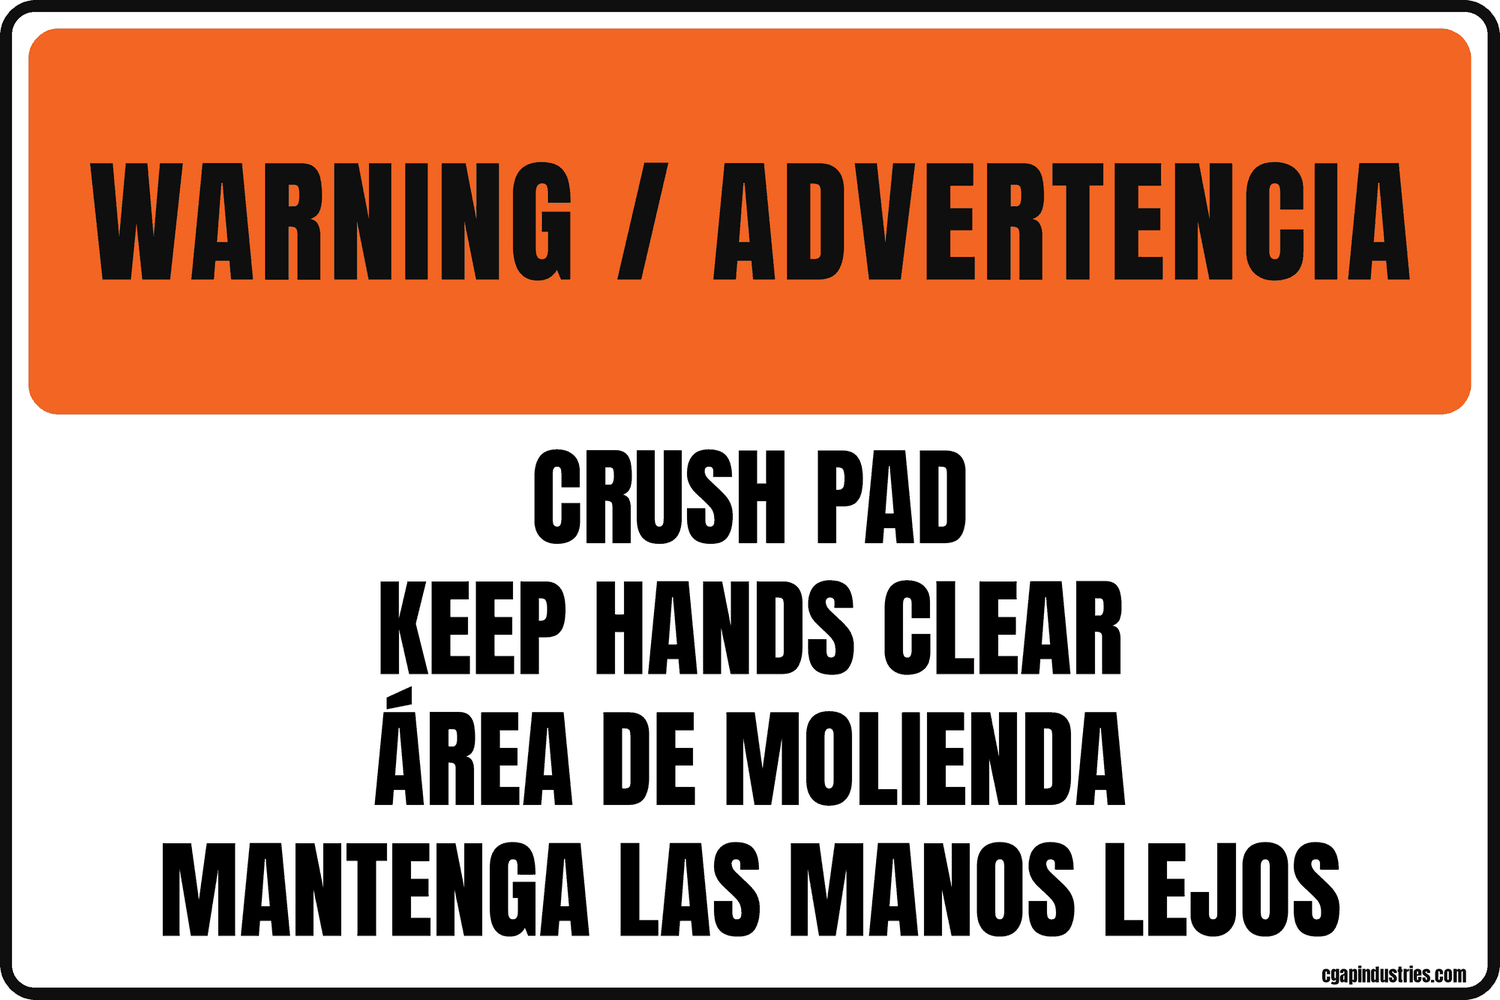 WARNING / ADVERTENCIA
CRUSH PAD
KEEP HANDS CLEAR
ÁREA DE MOLIENDA
MANTENGA LAS MANOS LEJOS
cgapindustries.com